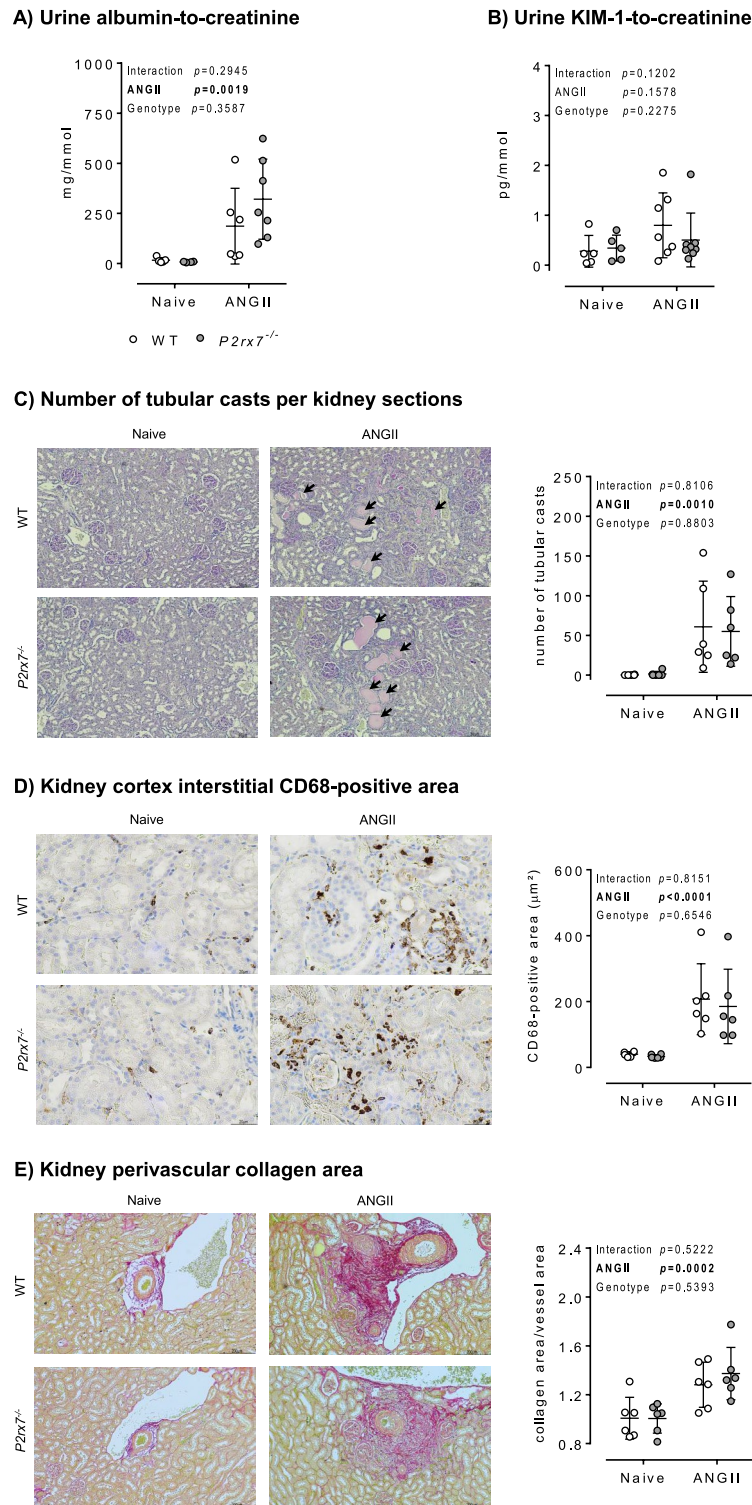 A) Urine albumin-to-creatinine
1000
750
500
250
0
mg/mmol
Interaction p=0.2945
ANGII p=0.0019
Genotype p=0.3587
Naive ANGII
WT P2rx7-/-
B) Urine KIM-1-to-creatinine
4
3
2
1
0
pg/mmol
Interaction p=0.1202
ANGII p=0.1578
Genotype p=0.2275
Naive ANGII
C) Number of tubular casts per kidney sections
Naive ANGII
WT
P2rx7-/-
250
200
150
100
50
0
number of tubular casts
Interaction p=0.8106
ANGII p=0.0010
Genotype p=0.8803
Naive ANGII
D) Kidney cortex interstitial CD68-positive area
Naive ANGII
WT
P2rx7-/-
600
400
200
0
CD68-positive area (µm²)
Interaction p=0.8151
ANGII p<0.0001
Genotype p=0.6546
Naive ANGII
E) Kidney perivascular collagen area
Naive ANGII
WT
P2rx7-/-
2.4
2.0
1.6
1.2
0.8
collagen area/vessel area
Interaction p=0.5222
ANGII p=0.0002
Genotype p=0.5393
Naive ANGII